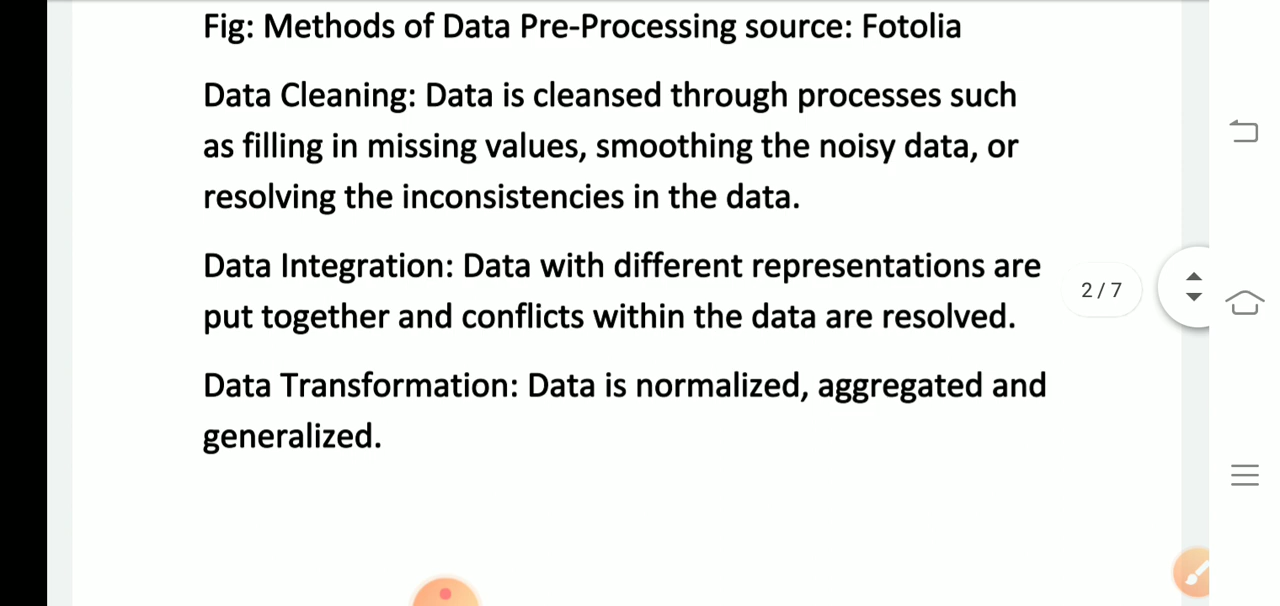 Fig: Methods of Data Pre-Processing source: Fotolia
Data Cleaning: Data is cleansed through processes such
as filling in missing values, smoothing the noisy data, or
resolving the inconsistencies in the data.
Data Integration: Data with different representations are
put together and conflicts within the data are resolved.
2 / 7
Data Transformation: Data is normalized, aggregated and
generalized.